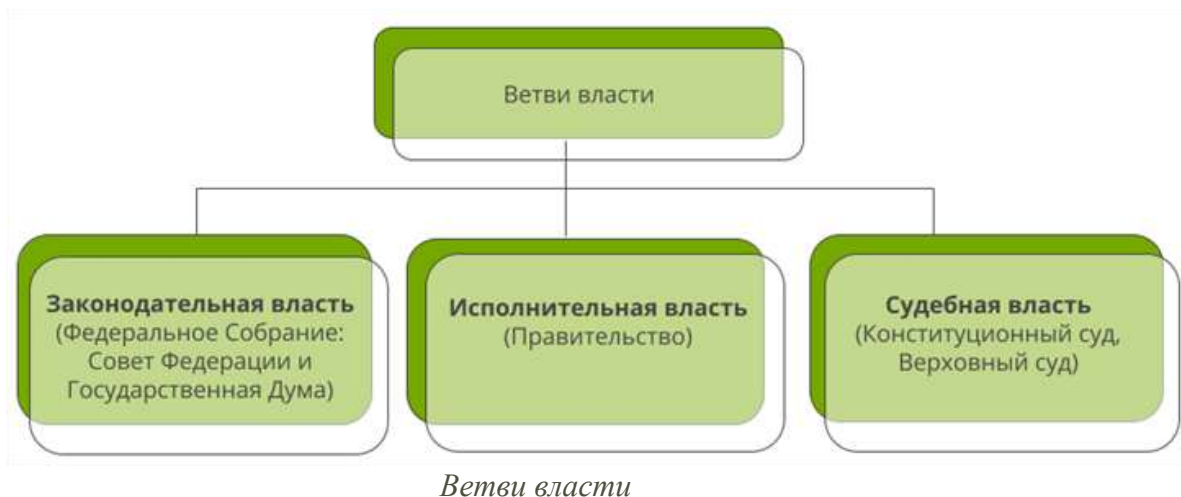 Ветви власти
Законодательная власть
(Федеральное Собрание:
Совет Федерации и
Государственная Дума)
Исполнительная власть
(Правительство)
Судебная власть
(Конституционный суд,
Верховный суд)
Ветви власти